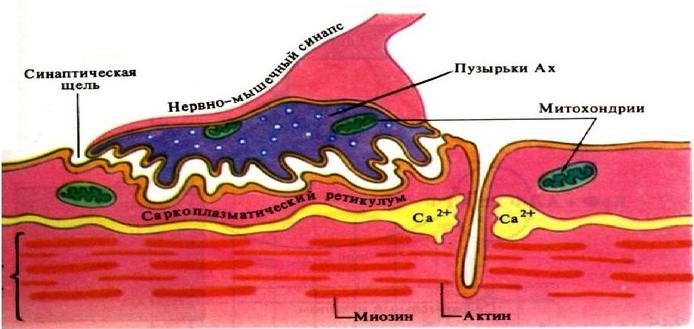 Синаптическая
щель
Нервно-мышечный синапс
Пузырьки Ах
Митохондрии
Саркоплазматический ретикулум
Ca²⁺
Ca²⁺
Миозин
Актин